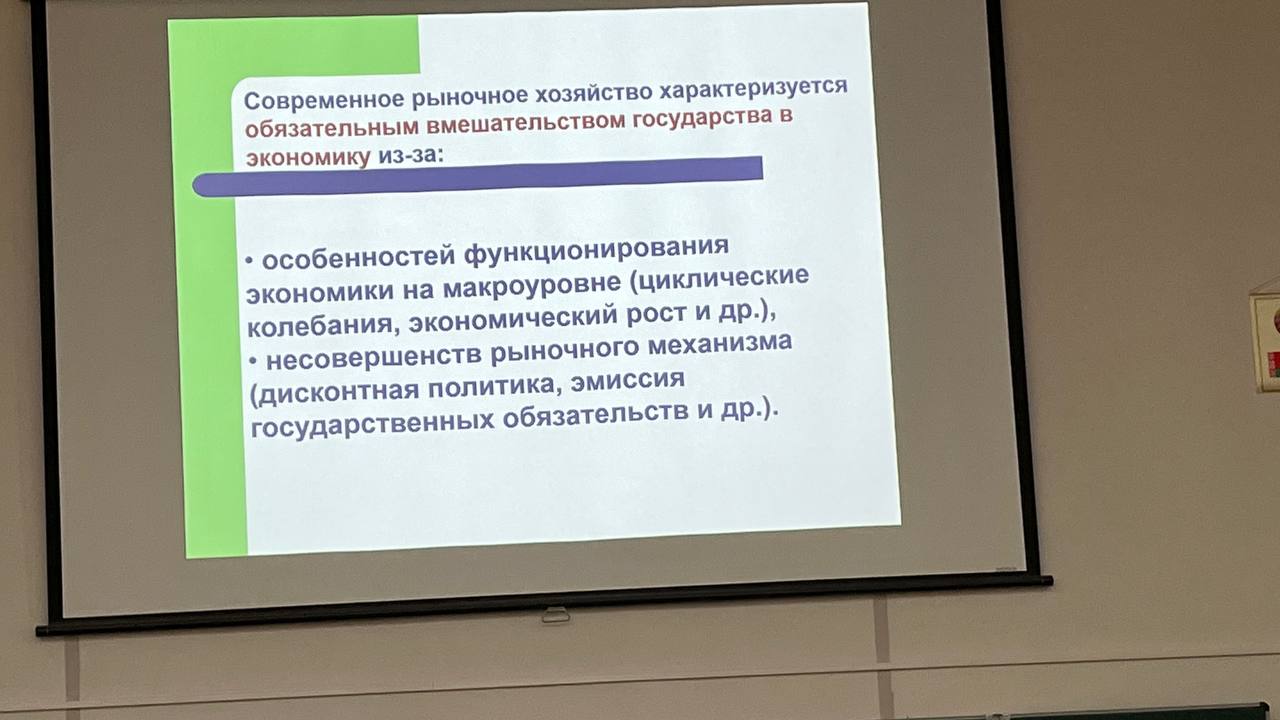 Современное рыночное хозяйство характеризуется
обязательным вмешательством государства в
экономику из-за:
• особенностей функционирования
экономики на макроуровне (циклические
колебания, экономический рост и др.),
• несовершенств рыночного механизма
(дисконтная политика, эмиссия
государственных обязательств и др.).